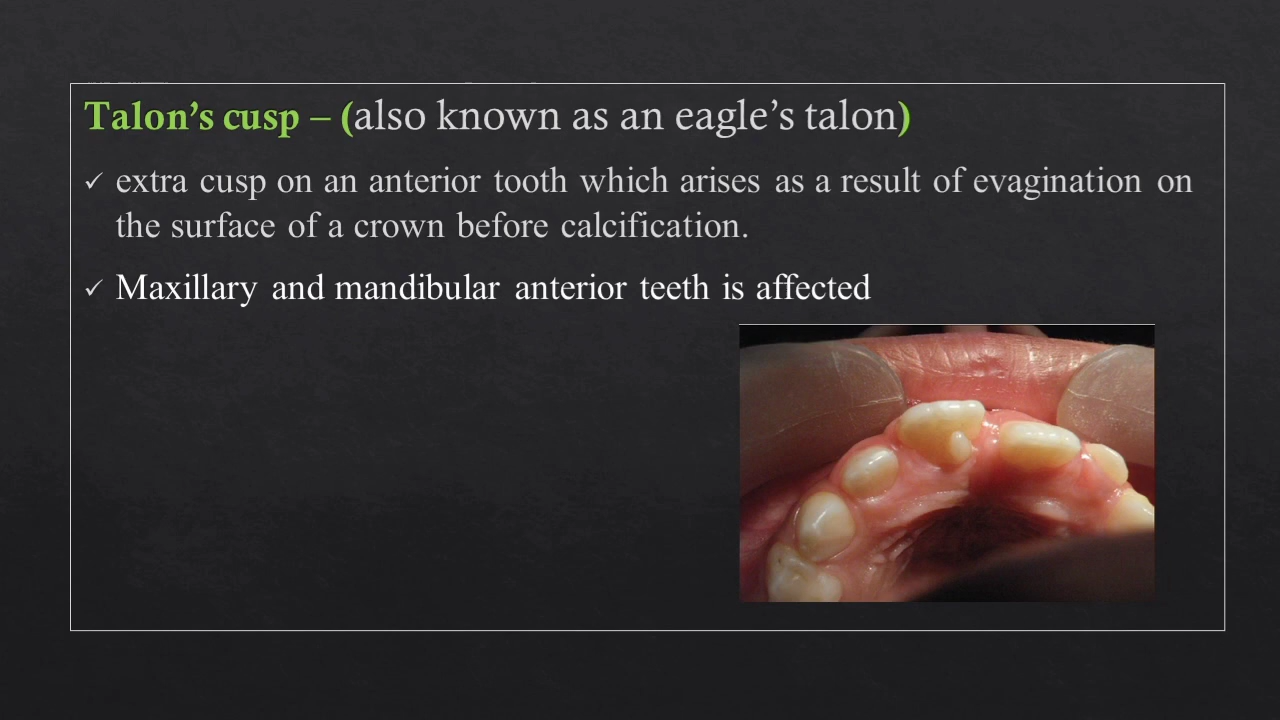 Talon’s cusp – (also known as an eagle’s talon)
✓ extra cusp on an anterior tooth which arises as a result of evagination on
the surface of a crown before calcification.
✓ Maxillary and mandibular anterior teeth is affected